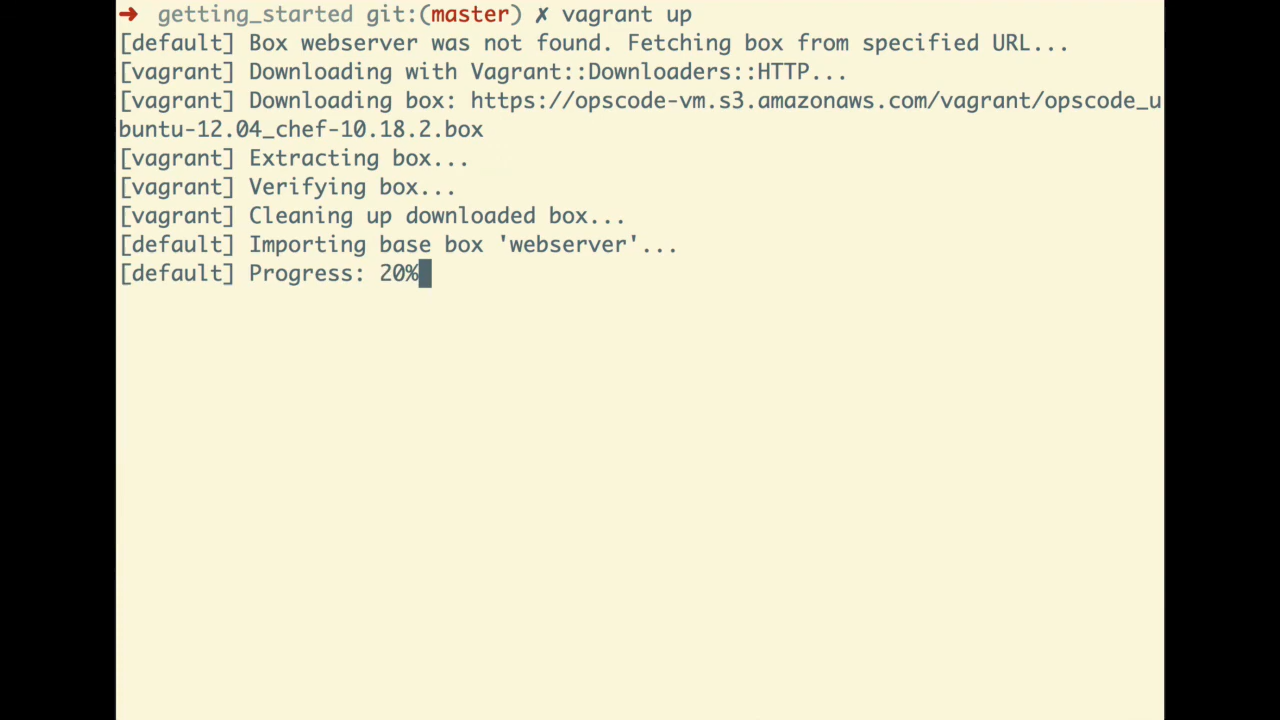 ➜ getting_started git:(master) ✗ vagrant up
[default] Box webserver was not found. Fetching box from specified URL...
[vagrant] Downloading with Vagrant::Downloaders::HTTP...
[vagrant] Downloading box: https://opscode-vm.s3.amazonaws.com/vagrant/opscode_u
buntu-12.04_chef-10.18.2.box
[vagrant] Extracting box...
[vagrant] Verifying box...
[vagrant] Cleaning up downloaded box...
[default] Importing base box 'webserver'...
[default] Progress: 20%